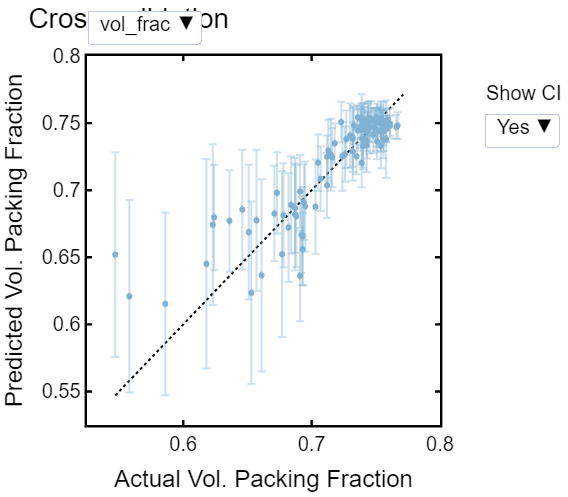 Cros on
vol_frac ▼
Show CI
Yes ▼
Predicted Vol. Packing Fraction
0.8
0.75
0.7
0.65
0.6
0.55
0.6 0.7 0.8
Actual Vol. Packing Fraction